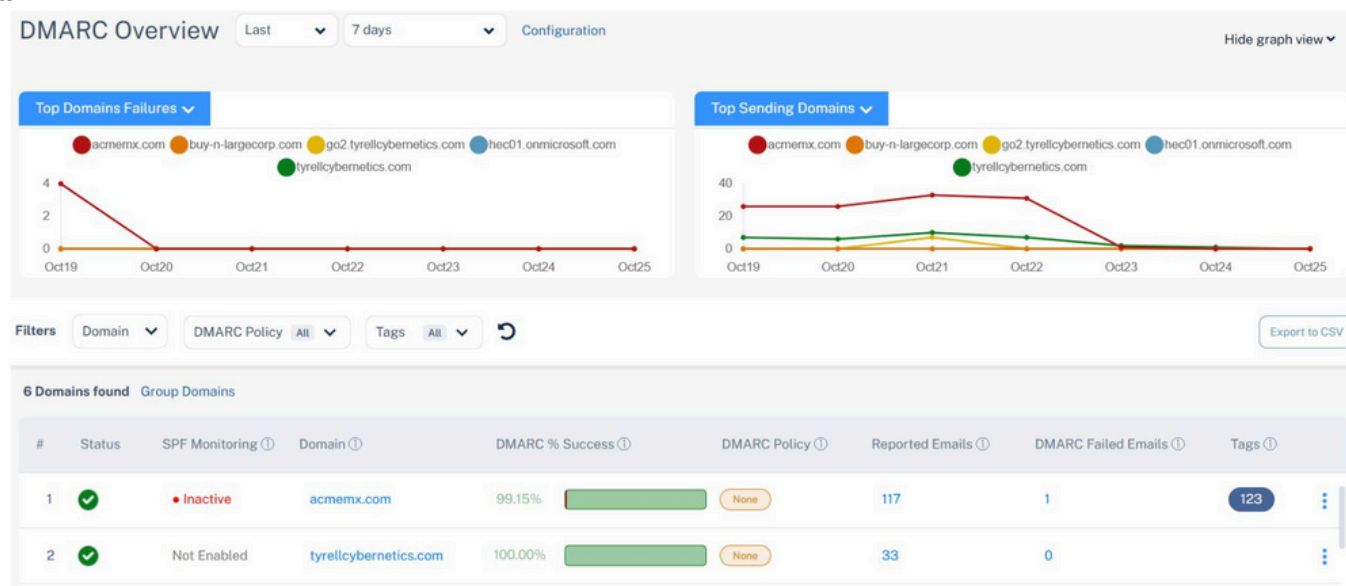 DMARC Overview Last 7 days Configuration
Hide graph view
Top Domains Failures
acmemx.com buy-n-largecorp.com go2.tyrellcybernetics.com hec01.onmicrosoft.com
tyrellcybernetics.com
4
2
0
Oct19 Oct20 Oct21 Oct22 Oct23 Oct24 Oct25
Top Sending Domains
acmemx.com buy-n-largecorp.com go2.tyrellcybernetics.com hec01.onmicrosoft.com
tyrellcybernetics.com
40
20
0
Oct19 Oct20 Oct21 Oct22 Oct23 Oct24 Oct25
Filters Domain DMARC Policy All Tags All Export to CSV
6 Domains found Group Domains
# Status SPF Monitoring Domain DMARC % Success DMARC Policy Reported Emails DMARC Failed Emails Tags
1 Inactive acmemx.com 99.15% None 117 1 123
2 Not Enabled tyrellcybernetics.com 100.00% None 33 0